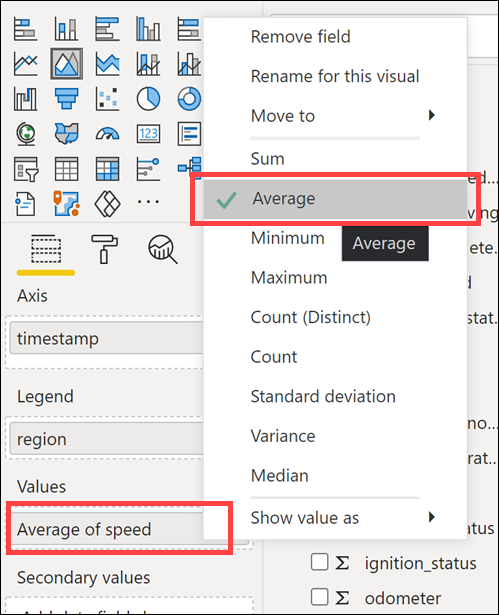 Remove field
Rename for this visual
Move to
Sum
Average
Minimum
Average
Maximum
Count (Distinct)
Count
Standard deviation
Variance
Median
Show value as
123
Axis
timestamp
Legend
region
Values
Average of speed
Secondary values
ed...
ving
ete.
d
stat.
no...
rat.
tatus
ignition_status
odometer